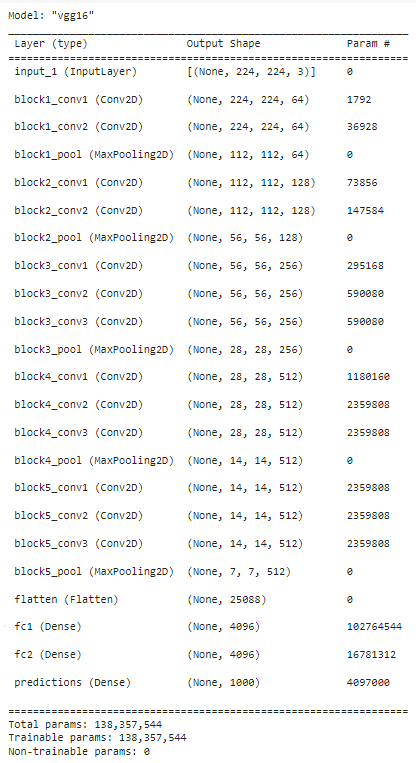 Model: "vgg16"
_________________________________________________________________
Layer (type) Output Shape Param #
=================================================================
input_1 (InputLayer) [(None, 224, 224, 3)] 0
block1_conv1 (Conv2D) (None, 224, 224, 64) 1792
block1_conv2 (Conv2D) (None, 224, 224, 64) 36928
block1_pool (MaxPooling2D) (None, 112, 112, 64) 0
block2_conv1 (Conv2D) (None, 112, 112, 128) 73856
block2_conv2 (Conv2D) (None, 112, 112, 128) 147584
block2_pool (MaxPooling2D) (None, 56, 56, 128) 0
block3_conv1 (Conv2D) (None, 56, 56, 256) 295168
block3_conv2 (Conv2D) (None, 56, 56, 256) 590080
block3_conv3 (Conv2D) (None, 56, 56, 256) 590080
block3_pool (MaxPooling2D) (None, 28, 28, 256) 0
block4_conv1 (Conv2D) (None, 28, 28, 512) 1180160
block4_conv2 (Conv2D) (None, 28, 28, 512) 2359808
block4_conv3 (Conv2D) (None, 28, 28, 512) 2359808
block4_pool (MaxPooling2D) (None, 14, 14, 512) 0
block5_conv1 (Conv2D) (None, 14, 14, 512) 2359808
block5_conv2 (Conv2D) (None, 14, 14, 512) 2359808
block5_conv3 (Conv2D) (None, 14, 14, 512) 2359808
block5_pool (MaxPooling2D) (None, 7, 7, 512) 0
flatten (Flatten) (None, 25088) 0
fc1 (Dense) (None, 4096) 102764544
fc2 (Dense) (None, 4096) 16781312
predictions (Dense) (None, 1000) 4097000
=================================================================
Total params: 138,357,544
Trainable params: 138,357,544
Non-trainable params: 0